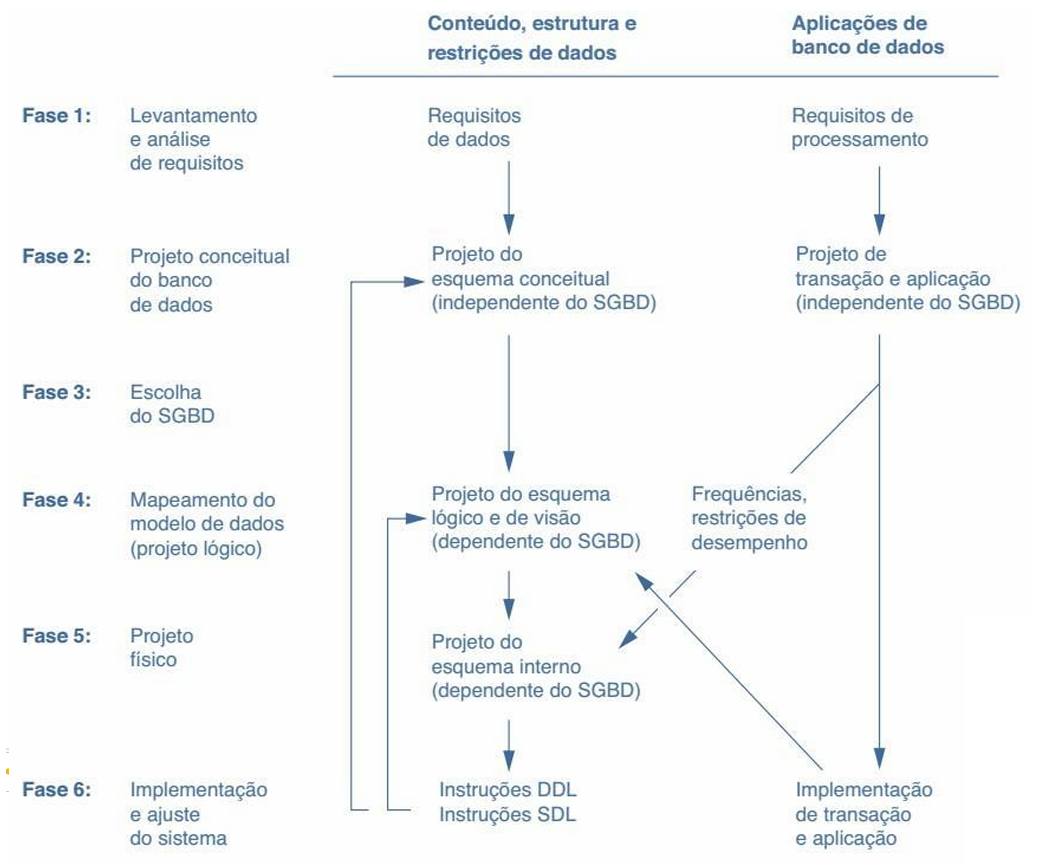 Conteúdo, estrutura e
restrições de dados
Aplicações de
banco de dados
Fase 1:
Levantamento
e análise
de requisitos
Requisitos
de dados
Requisitos de
processamento
Fase 2:
Projeto conceitual
do banco
de dados
Projeto do
esquema conceitual
(independente do SGBD)
Projeto de
transação e aplicação
(independente do SGBD)
Fase 3:
Escolha
do SGBD
Fase 4:
Mapeamento do
modelo de dados
(projeto lógico)
Projeto do esquema
lógico e de visão
(dependente do SGBD)
Frequências,
restrições de
desempenho
Fase 5:
Projeto
físico
Projeto do
esquema interno
(dependente do SGBD)
Fase 6:
Implementação
e ajuste
do sistema
Instruções DDL
Instruções SDL
Implementação
de transação
e aplicação